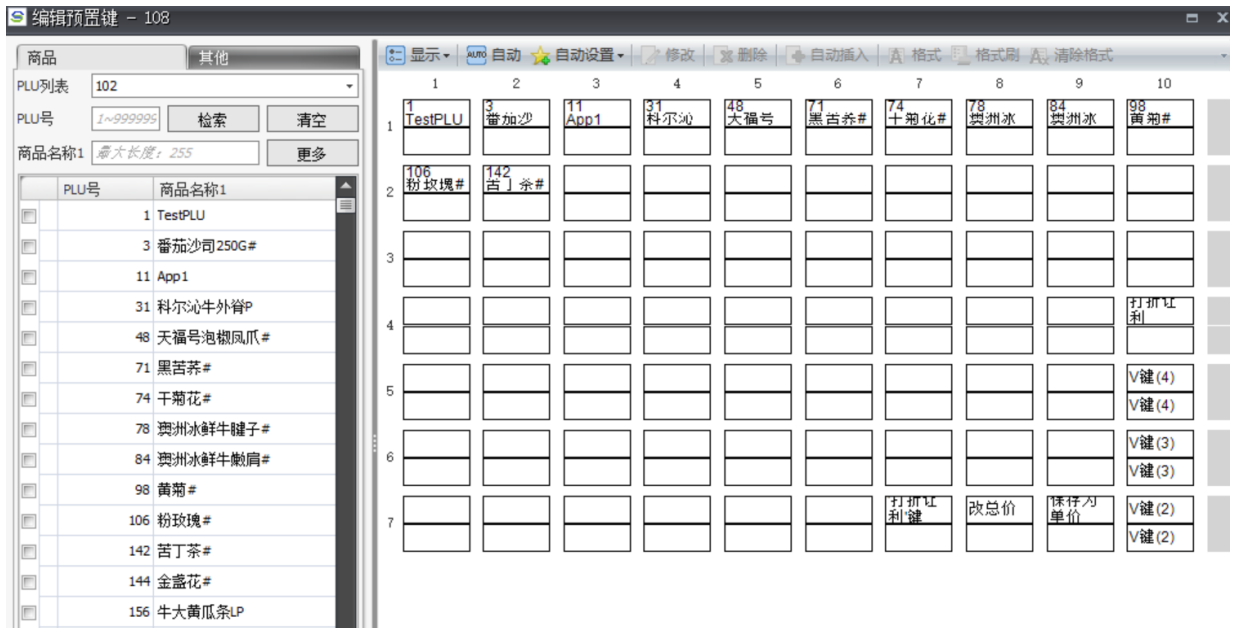 编辑预置键 - 108
商品 其他
显示 AUTO 自动 自动设置 修改 删除 自动插入 格式 格式刷 清除格式
PLU列表 102
PLU号 1~999999 检索 清空
商品名称1 最大长度: 255 更多
PLU号 商品名称1
1 TestPLU
3 番茄沙司250G#
11 App1
31 科尔沁牛外脊P
48 天福号泡椒凤爪#
71 黑苦荞#
74 干菊花#
78 澳洲冰鲜牛腱子#
84 澳洲冰鲜牛嫩肩#
98 黄菊#
106 粉玫瑰#
142 苦丁茶#
144 金盏花#
156 牛大黄瓜条LP
1 2 3 4 5 6 7 8 9 10
1
1 3 11 31 48 71 74 78 84 98
TestPLU 番茄沙 App1 科尔沁 天福号 黑苦荞# 干菊花# 澳洲冰 澳洲冰 黄菊#
2
106 142
粉玫瑰# 苦丁茶#
3
4
打折让
利
5
V键(4)
V键(4)
6
V键(3)
V键(3)
7
打折让
利键
改总价
保存为
单价
V键(2)
V键(2)